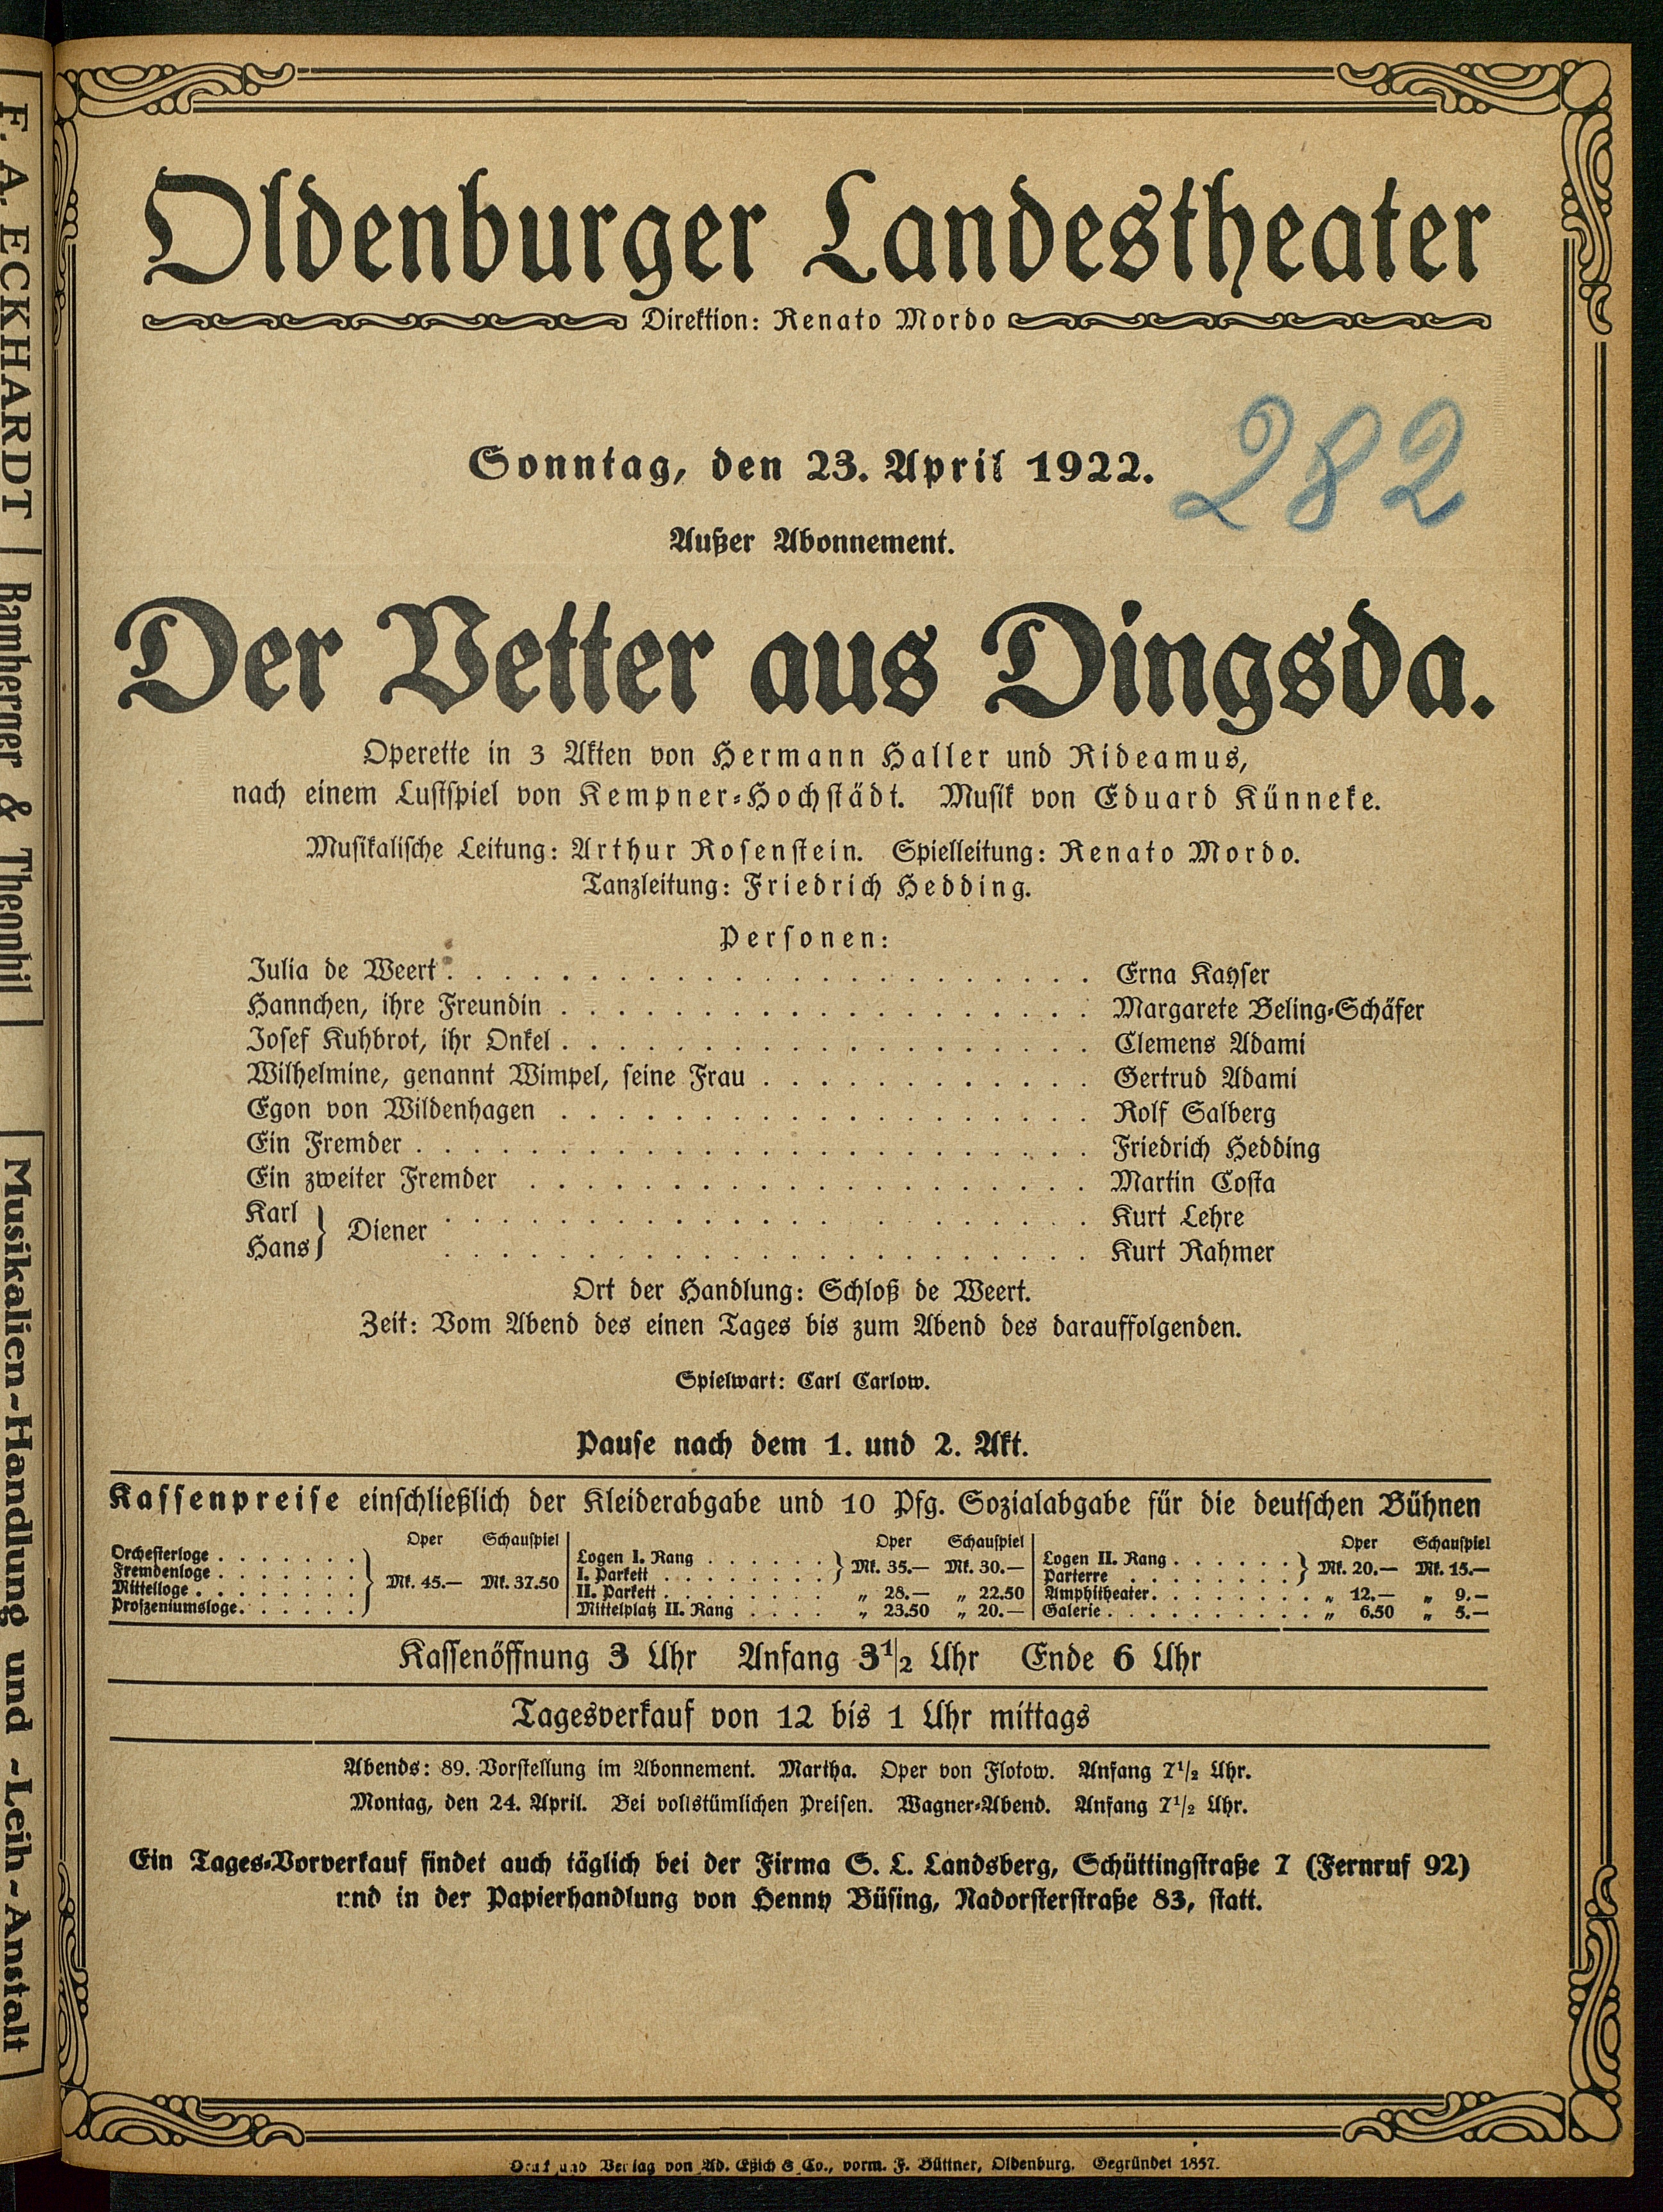 Oldenburger Landestheater
Direktion: Renato Mordo
282
Sonntag, den 23. April 1922.
Außer Abonnement.
Der Vetter aus Dingsda.
Operette in 3 Akten von Hermann Haller und Rideamus,
nach einem Lustspiel von Kempner-Hochstädt. Musik von Eduard Künneke.
Musikalische Leitung: Arthur Rosenstein. Spielleitung: Renato Mordo.
Tanzleitung: Friedrich Hedding.
Personen:
Julia de Weert . . . Erna Kayser
Hannchen, ihre Freundin . . . Margarete Beling-Schäfer
Josef Kuhbrot, ihr Onkel . . . Clemens Adami
Wilhelmine, genannt Wimpel, seine Frau . . . Gertrud Adami
Egon von Wildenhagen . . . Rolf Salberg
Ein Fremder . . . Friedrich Hedding
Ein zweiter Fremder . . . Martin Costa
Karl } Diener . . . Kurt Lehre
Hans } . . . Kurt Rahmer
Ort der Handlung: Schloß de Weert.
Zeit: Vom Abend des einen Tages bis zum Abend des darauffolgenden.
Spielwart: Carl Carlow.
Pause nach dem 1. und 2. Akt.
Kassenpreise einschließlich der Kleiderabgabe und 10 Pfg. Sozialabgabe für die deutschen Bühnen
Oper Schauspiel
Orchesterloge . . .
Fremdenloge . . .
Mittelloge . . .
Proszeniumsloge . . .
} Mk. 45.— Mk. 37.50
Oper Schauspiel
Logen I. Rang . . .
I. Parkett . . .
} Mk. 35.— Mk. 30.—
II. Parkett . . . „ 28.— „ 22.50
Mittelplatz II. Rang . . . „ 23.50 „ 20.—
Oper Schauspiel
Logen II. Rang . . .
Parterre . . .
} Mk. 20.— Mk. 15.—
Amphitheater . . . „ 12.— „ 9.—
Galerie . . . „ 6.50 „ 5.—
Kassenöffnung 3 Uhr Anfang 3 1/2 Uhr Ende 6 Uhr
Tagesverkauf von 12 bis 1 Uhr mittags
Abends: 89. Vorstellung im Abonnement. Martha. Oper von Flotow. Anfang 7 1/2 Uhr.
Montag, den 24. April. Bei volkstümlichen Preisen. Wagner-Abend. Anfang 7 1/2 Uhr.
Ein Tages-Vorverkauf findet auch täglich bei der Firma S. L. Landsberg, Schüttingstraße 7 (Fernruf 92)
und in der Papierhandlung von Henny Büsing, Nadorsterstraße 83, statt.
Druck und Verlag von Ad. Eßich & Co., vorm. F. Büttner, Oldenburg. Gegründet 1857.
F. A. ECKHARDT
Bamberger & Theophil
Musikalien-Handlung und -Leih-Anstalt